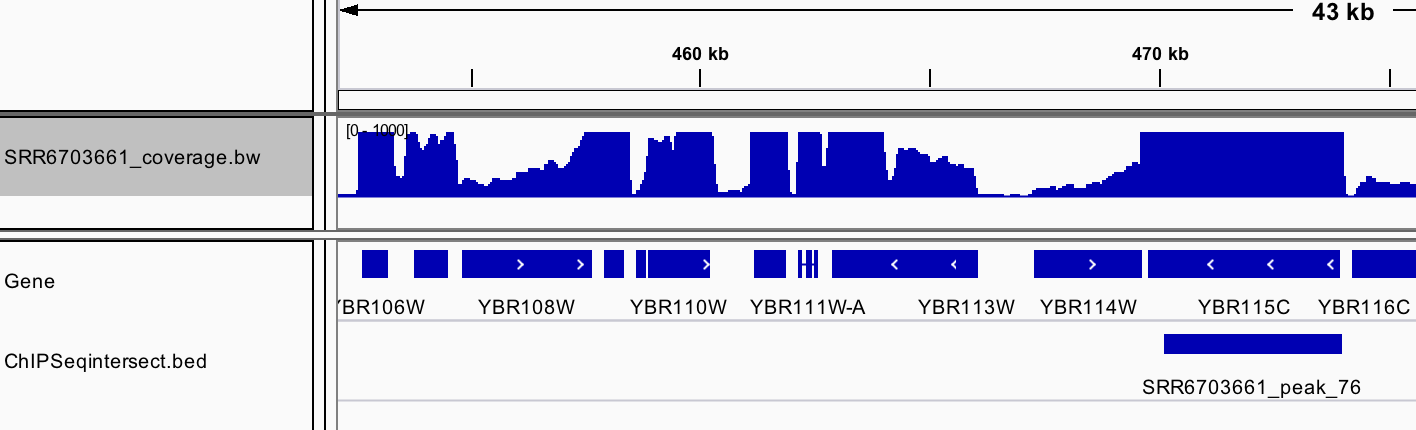 43 kb
460 kb 470 kb
[0 - 1000]
SRR6703661_coverage.bw
Gene
YBR106W YBR108W YBR110W YBR111W-A YBR113W YBR114W YBR115C YBR116C
ChIPSeqintersect.bed
SRR6703661_peak_76